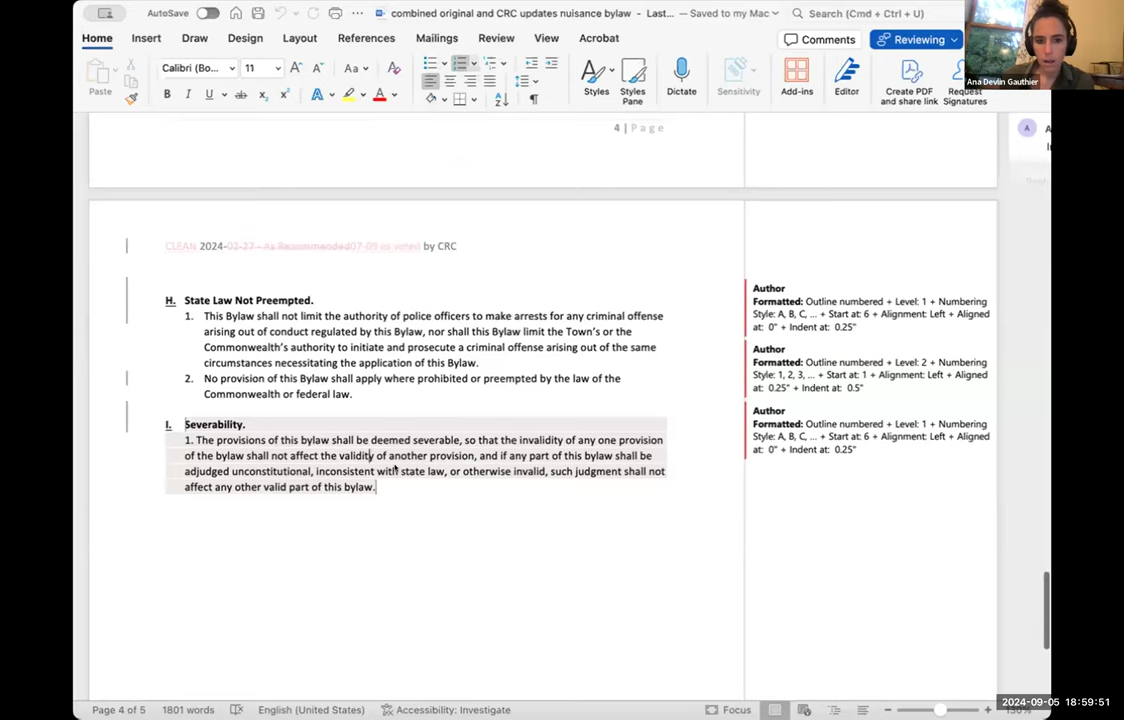 AutoSave
combined original and CRC updates nuisance bylaw - Last... — Saved to my Mac
Search (Cmd + Ctrl + U)
Home Insert Draw Design Layout References Mailings Review View Acrobat
Comments
Reviewing
Paste
Calibri (Bo...
11
Styles
Styles Pane
Dictate
Sensitivity
Add-ins
Editor
Create PDF and share link
Request Signatures
Ana Devlin Gauthier
4 | Page
CLEAN 2024-02-27 - As Recommended07-09 as voted by CRC
H. State Law Not Preempted.
1. This Bylaw shall not limit the authority of police officers to make arrests for any criminal offense
arising out of conduct regulated by this Bylaw, nor shall this Bylaw limit the Town's or the
Commonwealth's authority to initiate and prosecute a criminal offense arising out of the same
circumstances necessitating the application of this Bylaw.
2. No provision of this Bylaw shall apply where prohibited or preempted by the law of the
Commonwealth or federal law.
I. Severability.
1. The provisions of this bylaw shall be deemed severable, so that the invalidity of any one provision
of the bylaw shall not affect the validity of another provision, and if any part of this bylaw shall be
adjudged unconstitutional, inconsistent with state law, or otherwise invalid, such judgment shall not
affect any other valid part of this bylaw.
Author
Formatted: Outline numbered + Level: 1 + Numbering
Style: A, B, C, ... + Start at: 6 + Alignment: Left + Aligned
at: 0" + Indent at: 0.25"
Author
Formatted: Outline numbered + Level: 2 + Numbering
Style: 1, 2, 3, ... + Start at: 1 + Alignment: Left + Aligned
at: 0.25" + Indent at: 0.5"
Author
Formatted: Outline numbered + Level: 1 + Numbering
Style: A, B, C, ... + Start at: 6 + Alignment: Left + Aligned
at: 0" + Indent at: 0.25"
Page 4 of 5
1801 words
English (United States)
Accessibility: Investigate
Focus
2024-09-05 18:59:51